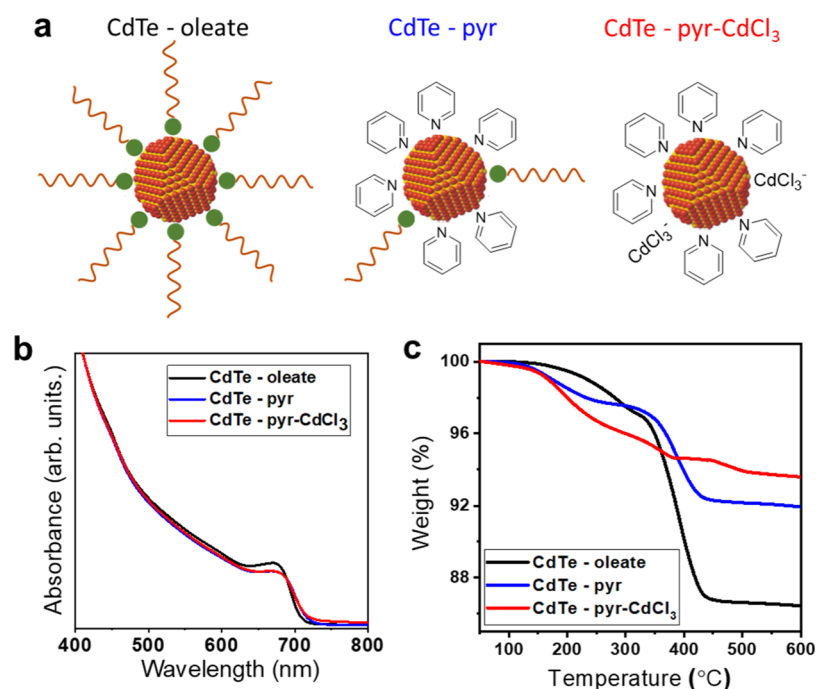 a
CdTe - oleate
CdTe - pyr
CdTe - pyr-CdCl₃
N
N
N
N
N
N
N
N
N
N
N
N
CdCl₃⁻
CdCl₃⁻
b
CdTe - oleate
CdTe - pyr
CdTe - pyr-CdCl₃
Absorbance (arb. units.)
400 500 600 700 800
Wavelength (nm)
c
100
96
92
88
Weight (%)
CdTe - oleate
CdTe - pyr
CdTe - pyr-CdCl₃
100 200 300 400 500 600
Temperature (°C)